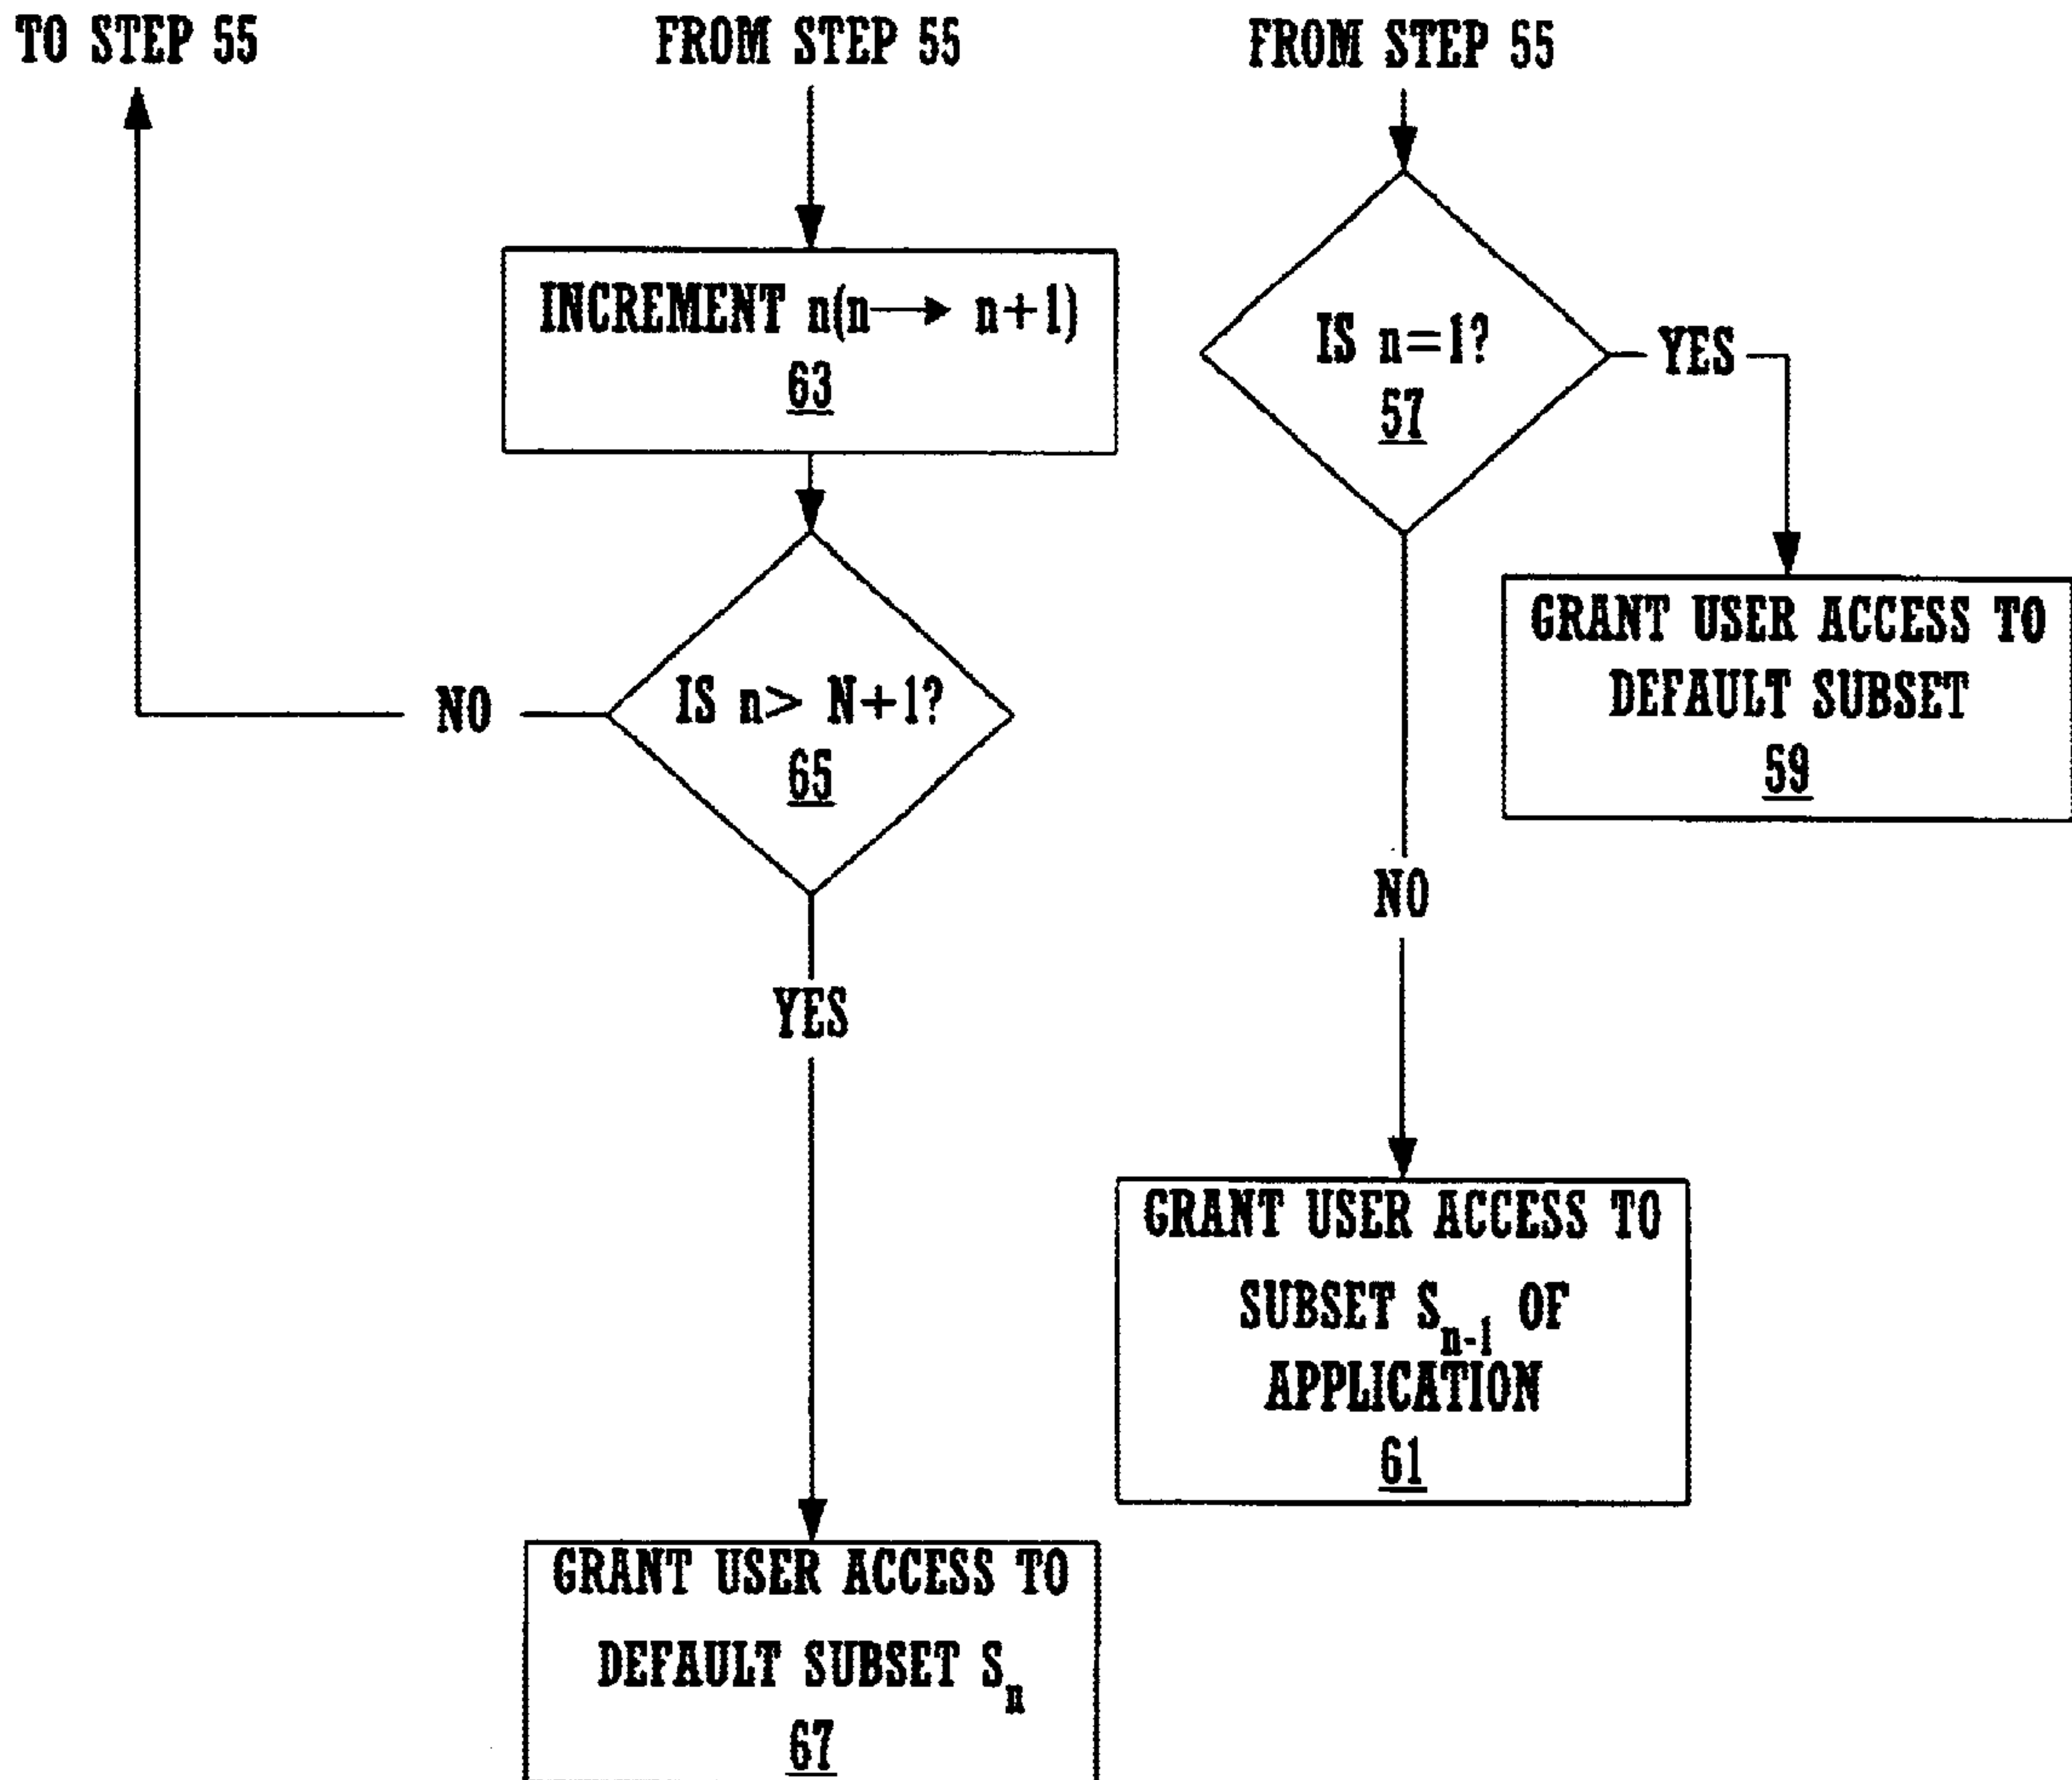 TO STEP 55
FROM STEP 55
FROM STEP 55
INCREMENT n(n→ n+1)
63
IS n=1?
57
YES
GRANT USER ACCESS TO
DEFAULT SUBSET
59
IS n> N+1?
65
NO
NO
YES
GRANT USER ACCESS TO
SUBSET Sₙ₋₁ OF
APPLICATION
61
GRANT USER ACCESS TO
DEFAULT SUBSET Sₙ
67